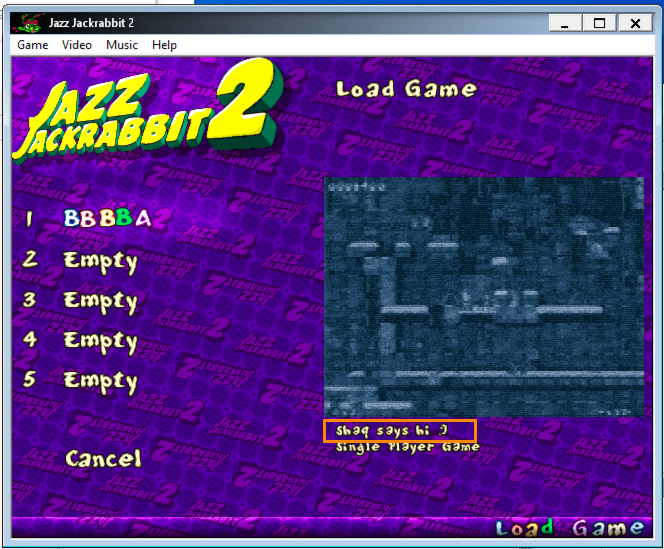 Jazz Jackrabbit 2
Game Video Music Help
JAZZ
JACKRABBIT 2
Load Game
1 BBBBA
2 Empty
3 Empty
4 Empty
5 Empty
Shaq says hi :)
Single Player Game
Cancel
Load Game